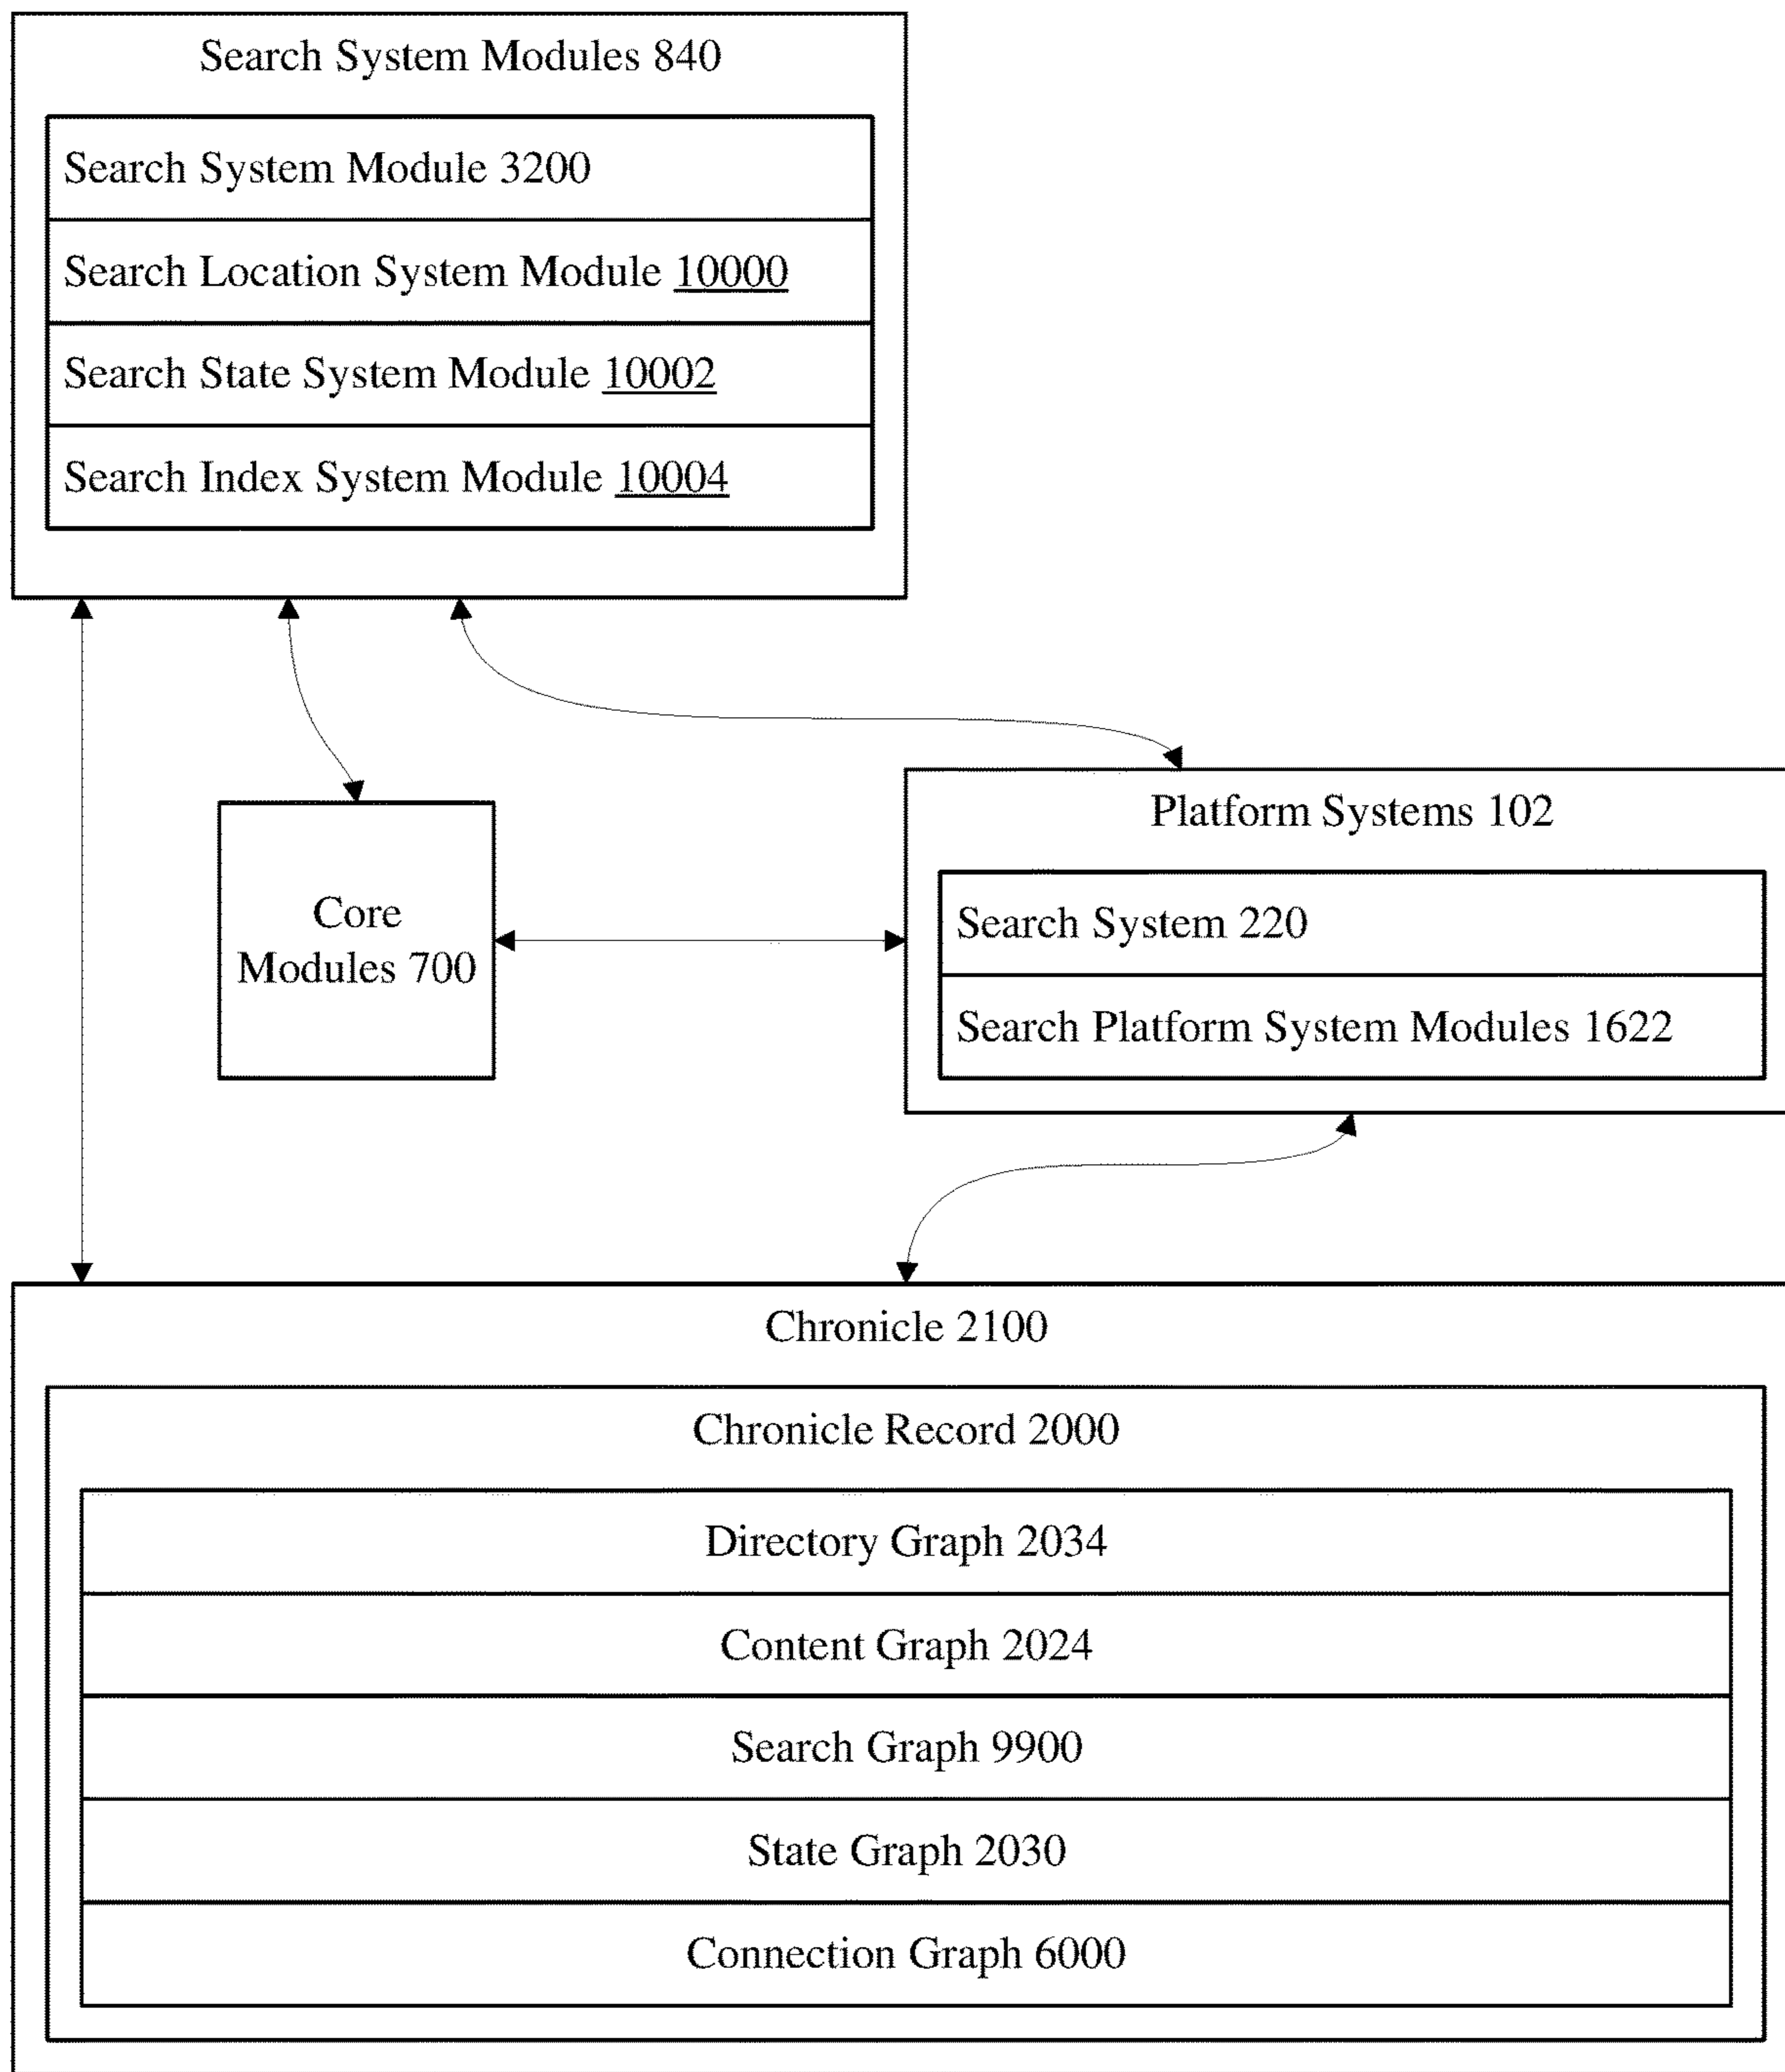 Search System Modules 840
Search System Module 3200
Search Location System Module 10000
Search State System Module 10002
Search Index System Module 10004
Platform Systems 102
Core
Modules 700
Search System 220
Search Platform System Modules 1622
Chronicle 2100
Chronicle Record 2000
Directory Graph 2034
Content Graph 2024
Search Graph 9900
State Graph 2030
Connection Graph 6000